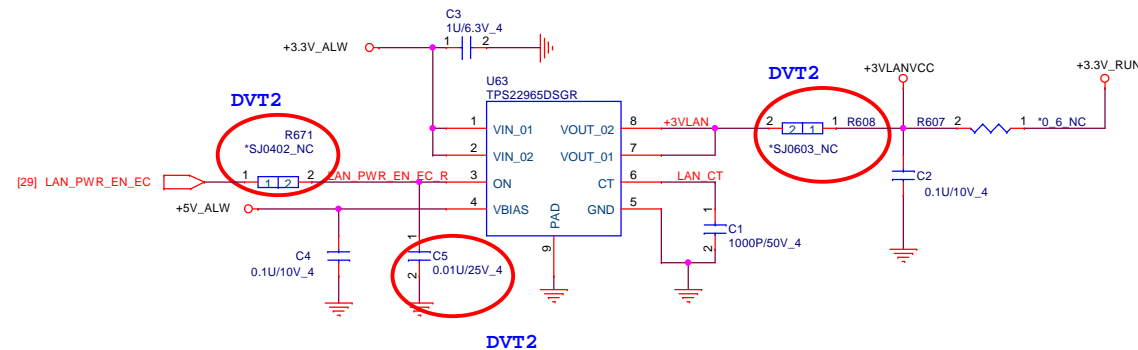 C3
1U/6.3V_4
+3.3V_ALW
1
2
DVT2
+3VLANVCC
+3.3V_RUN
U63
TPS22965DSGR
DVT2
R671
*SJ0402_NC
1
VIN_01
VOUT_02
8
+3VLAN
2
2 1
1
R608
R607
2
1
*0_6_NC
2
VIN_02
VOUT_01
7
*SJ0603_NC
[29] LAN_PWR_EN_EC
1
1 2
2
LAN_PWR_EN_EC_R
3
ON
CT
6
LAN_CT
C2
0.1U/10V_4
+5V_ALW
4
VBIAS
GND
5
PAD
9
1
C1
1000P/50V_4
2
C4
0.1U/10V_4
1
C5
0.01U/25V_4
2
DVT2